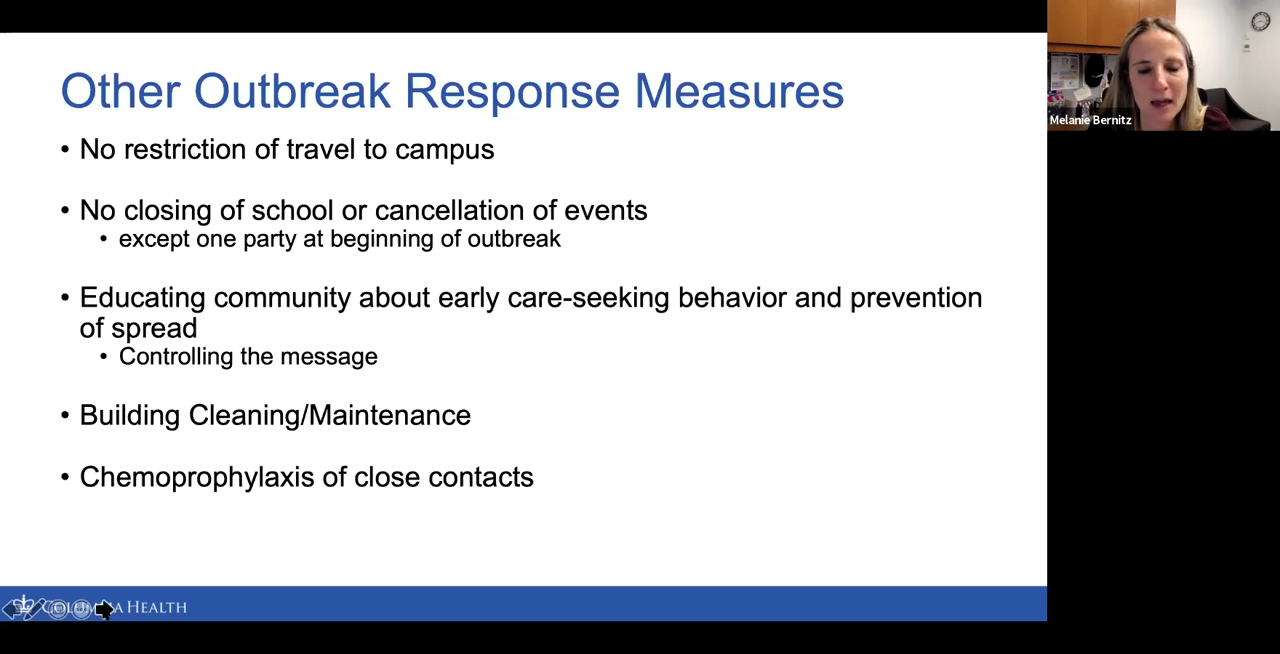 Other Outbreak Response Measures
• No restriction of travel to campus
• No closing of school or cancellation of events
• except one party at beginning of outbreak
• Educating community about early care-seeking behavior and prevention
of spread
• Controlling the message
• Building Cleaning/Maintenance
• Chemoprophylaxis of close contacts
HEALTH
Melanie Bernitz